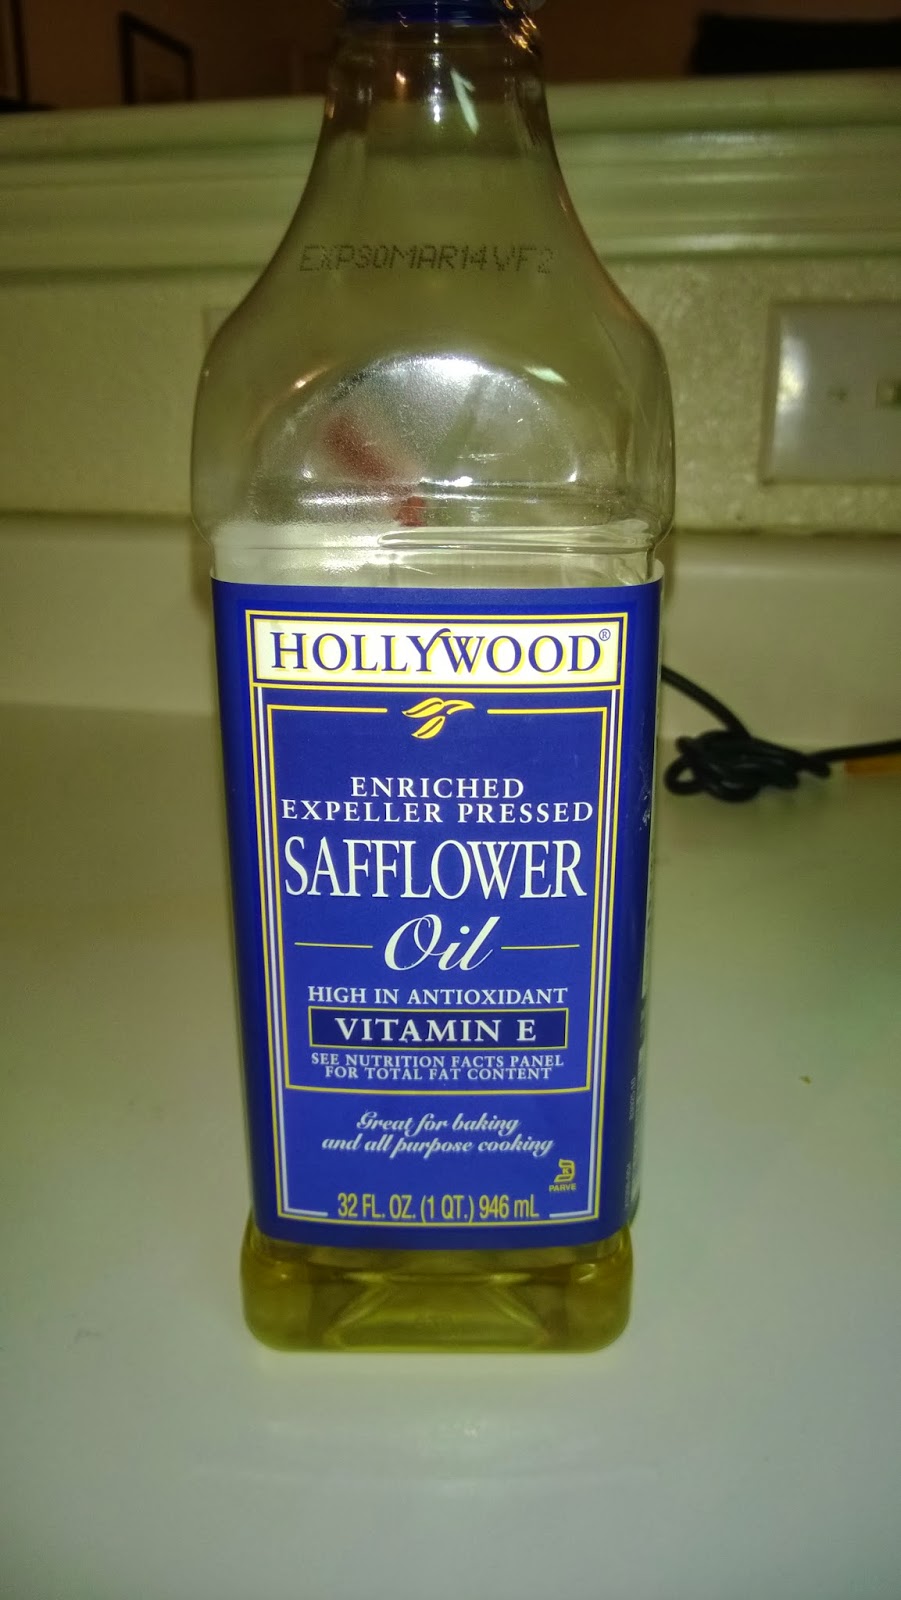 EXPSOMAR14VF2
HOLLYWOOD®
ENRICHED
EXPELLER PRESSED
SAFFLOWER
Oil
HIGH IN ANTIOXIDANT
VITAMIN E
SEE NUTRITION FACTS PANEL
FOR TOTAL FAT CONTENT
Great for baking
and all purpose cooking
K
PARVE
32 FL. OZ. (1 QT.) 946 mL